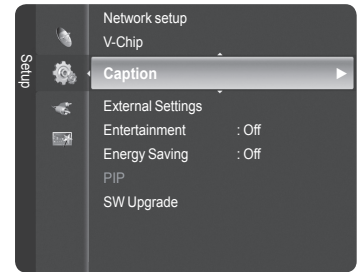 Setup
Network setup
V-Chip
Caption
External Settings
Entertainment : Off
Energy Saving : Off
PIP
SW Upgrade